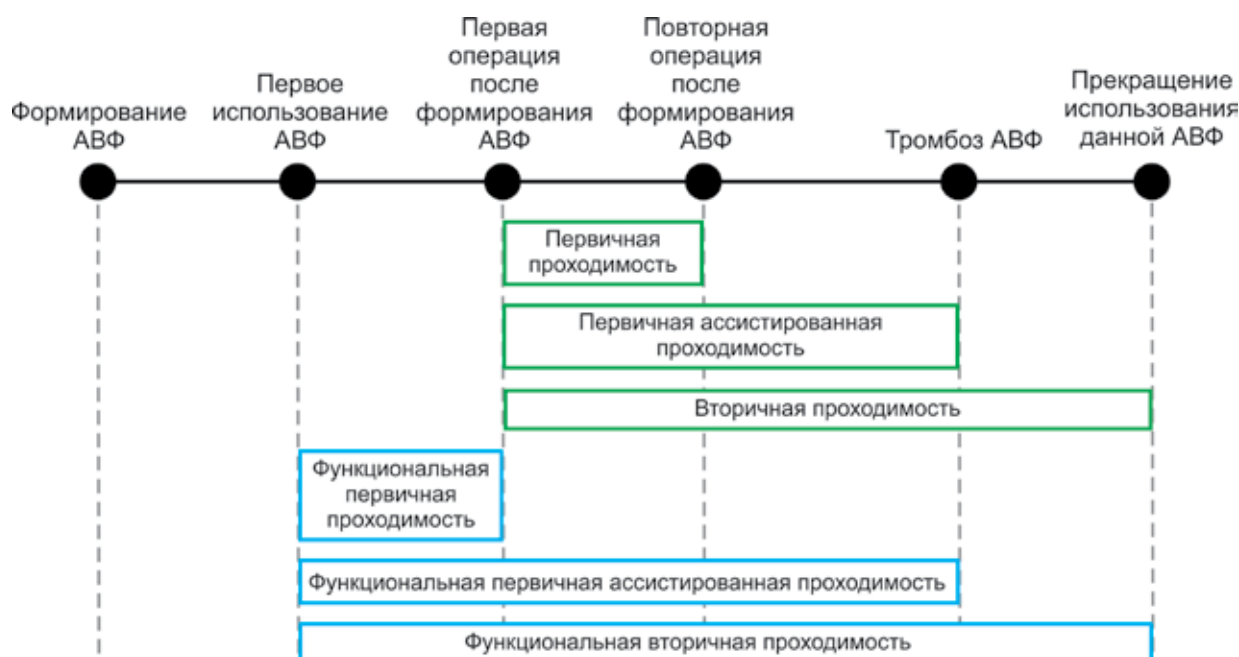 Формирование
АВФ
Первое
использование
АВФ
Первая
операция
после
формирования
АВФ
Повторная
операция
после
формирования
АВФ
Тромбоз АВФ
Прекращение
использования
данной АВФ
Первичная
проходимость
Первичная ассистированная
проходимость
Вторичная проходимость
Функциональная
первичная
проходимость
Функциональная первичная ассистированная проходимость
Функциональная вторичная проходимость